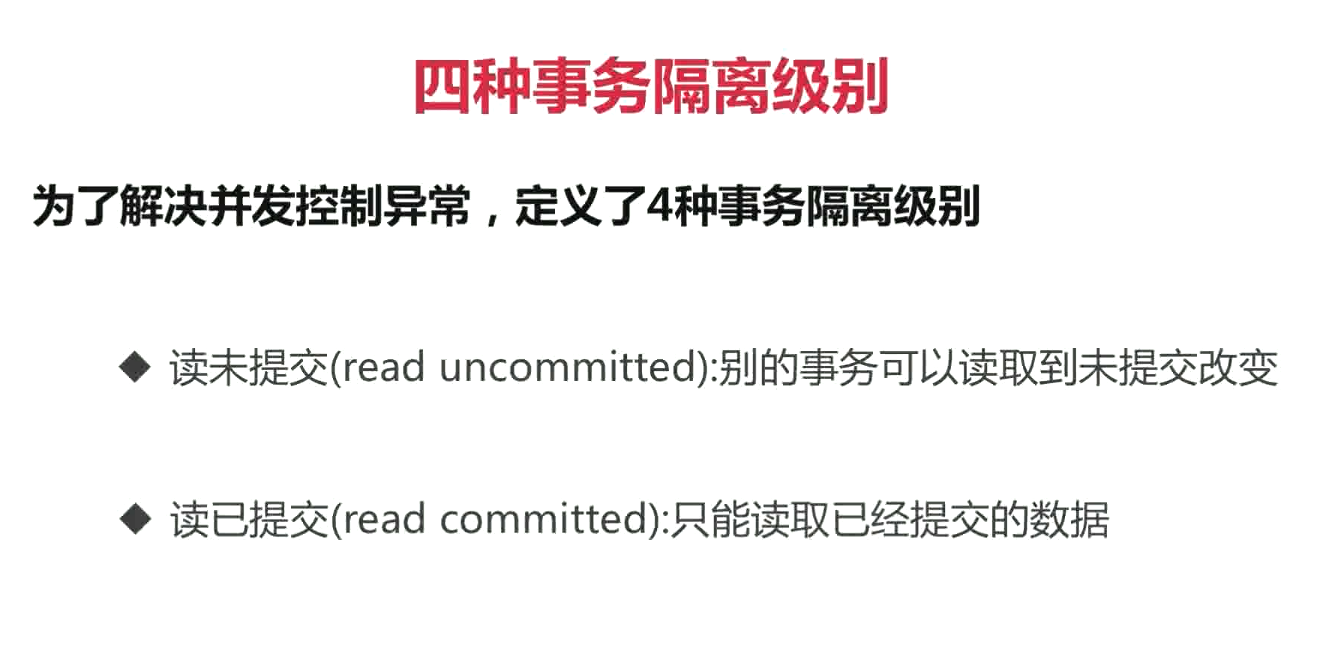 四种事务隔离级别
为了解决并发控制异常，定义了4种事务隔离级别
◆ 读未提交(read uncommitted):别的事务可以读取到未提交改变
◆ 读已提交(read committed):只能读取已经提交的数据